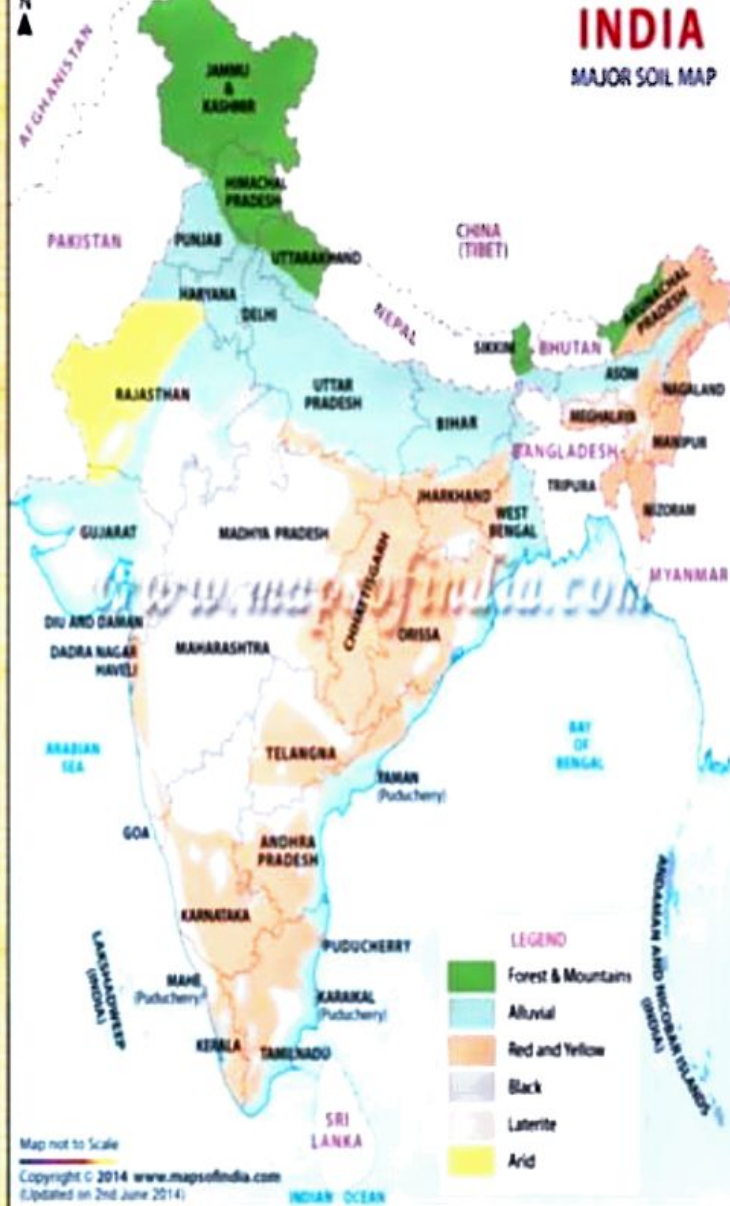 N
INDIA
MAJOR SOIL MAP
AFGHANISTAN
JAMMU
&
KASHMIR
HIMACHAL
PRADESH
PAKISTAN
PUNJAB
CHINA
(TIBET)
UTTARAKHAND
HARYANA
DELHI
NEPAL
SIKKIM
BHUTAN
ARUNACHAL
PRADESH
RAJASTHAN
UTTAR
PRADESH
BIHAR
ASOM
NAGALAND
MEGHALAYA
MANIPUR
BANGLADESH
TRIPURA
MIZORAM
JHARKHAND
WEST
BENGAL
GUJARAT
MADHYA PRADESH
CHHATTISGARH
MYANMAR
www.mapsofindia.com
DIU AND DAMAN
DADRA NAGAR
HAVELI
MAHARASHTRA
ORISSA
ARABIAN
SEA
BAY
OF
BENGAL
TELANGNA
YAMAN
(Puducherry)
GOA
ANDHRA
PRADESH
KARNATAKA
PUDUCHERRY
LAKSHADWEEP
(INDIA)
MAHE
(Puducherry)
KARAIKAL
(Puducherry)
KERALA
TAMILNADU
ANDAMAN AND NICOBAR ISLANDS
(INDIA)
LEGEND
Forest & Mountains
Alluvial
Red and Yellow
Black
Laterite
Arid
SRI
LANKA
Map not to Scale
Copyright © 2014 www.mapsofindia.com
(Updated on 2nd June 2014)
INDIAN OCEAN